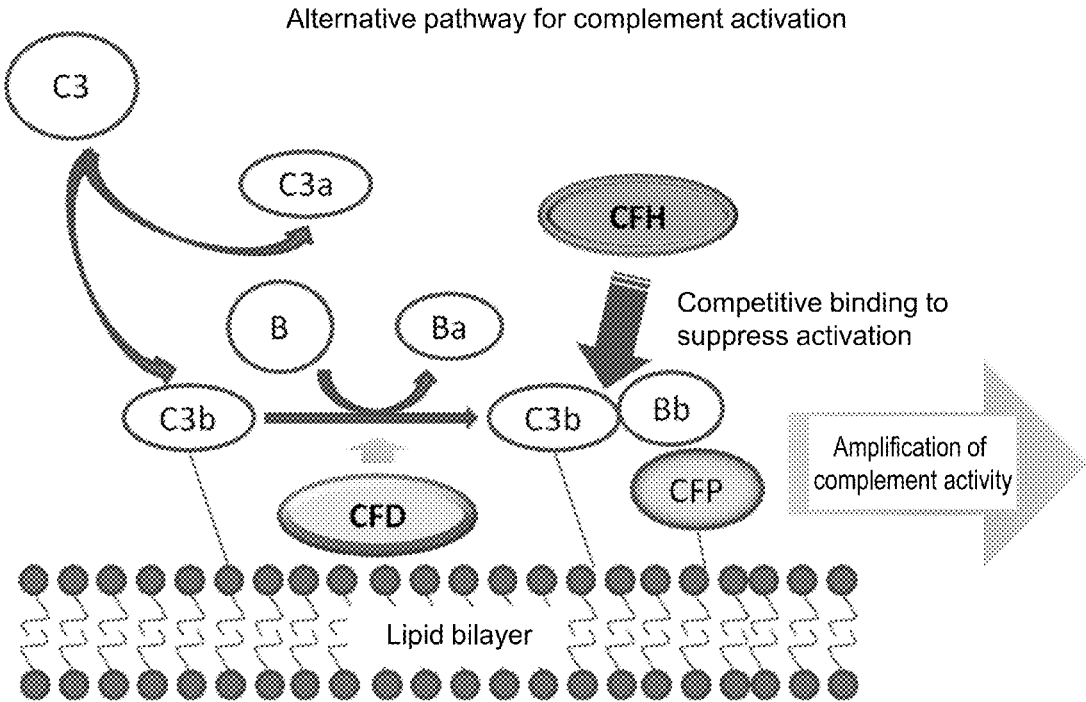 Alternative pathway for complement activation
C3
C3a
CFH
B
Ba
Competitive binding to
suppress activation
C3b
C3b
Bb
Amplification of
complement activity
CFP
CFD
Lipid bilayer